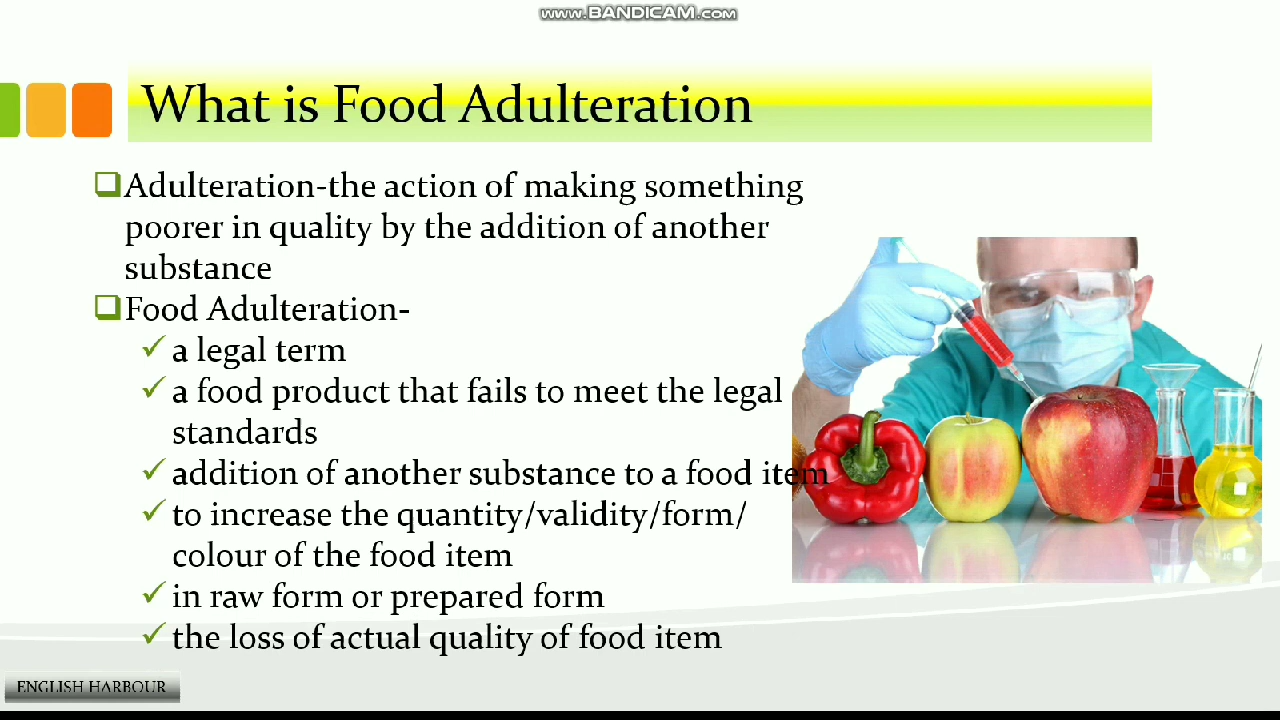 www.BANDICAM.com
What is Food Adulteration
Adulteration-the action of making something
poorer in quality by the addition of another
substance
Food Adulteration-
a legal term
a food product that fails to meet the legal
standards
addition of another substance to a food item
to increase the quantity/validity/form/
colour of the food item
in raw form or prepared form
the loss of actual quality of food item
ENGLISH HARBOUR